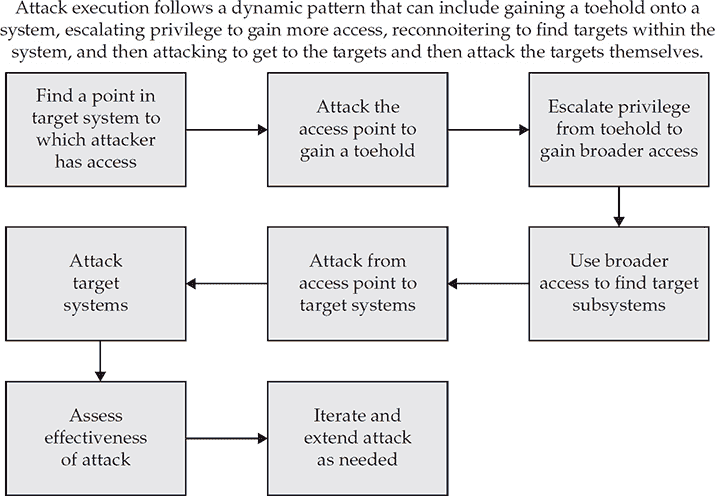 Attack execution follows a dynamic pattern that can include gaining a toehold onto a
system, escalating privilege to gain more access, reconnoitering to find targets within the
system, and then attacking to get to the targets and then attack the targets themselves.
Find a point in
target system to
which attacker
has access
Attack the
access point to
gain a toehold
Escalate privilege
from toehold to
gain broader access
Use broader
access to find target
subsystems
Attack from
access point to
target systems
Attack
target
systems
Assess
effectiveness
of attack
Iterate and
extend attack
as needed